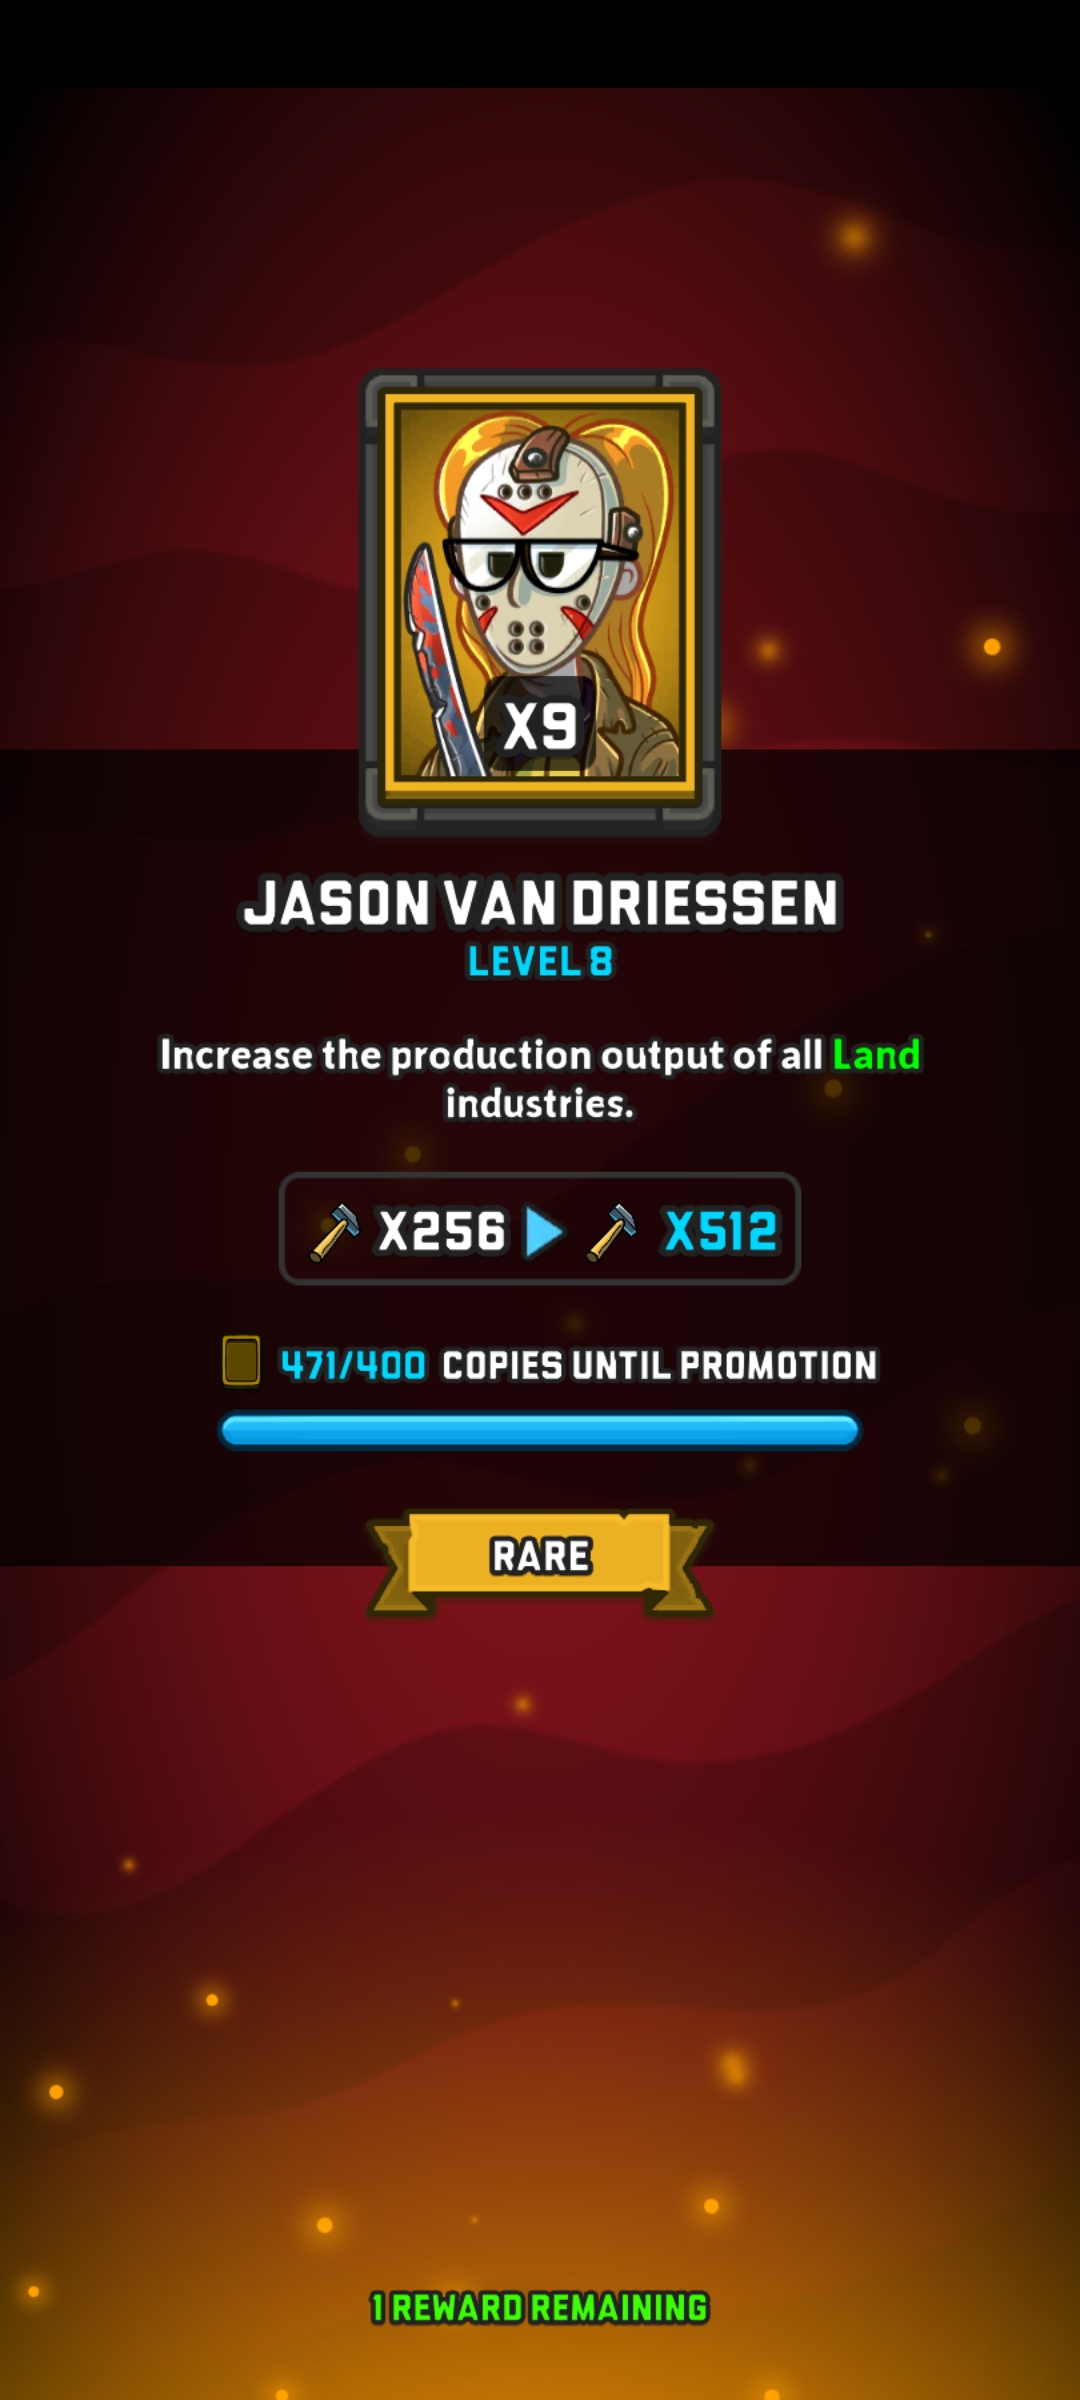 X9
JASON VAN DRIESSEN
LEVEL 8
Increase the production output of all Land
industries.
X256 X512
471/400 COPIES UNTIL PROMOTION
RARE
1 REWARD REMAINING